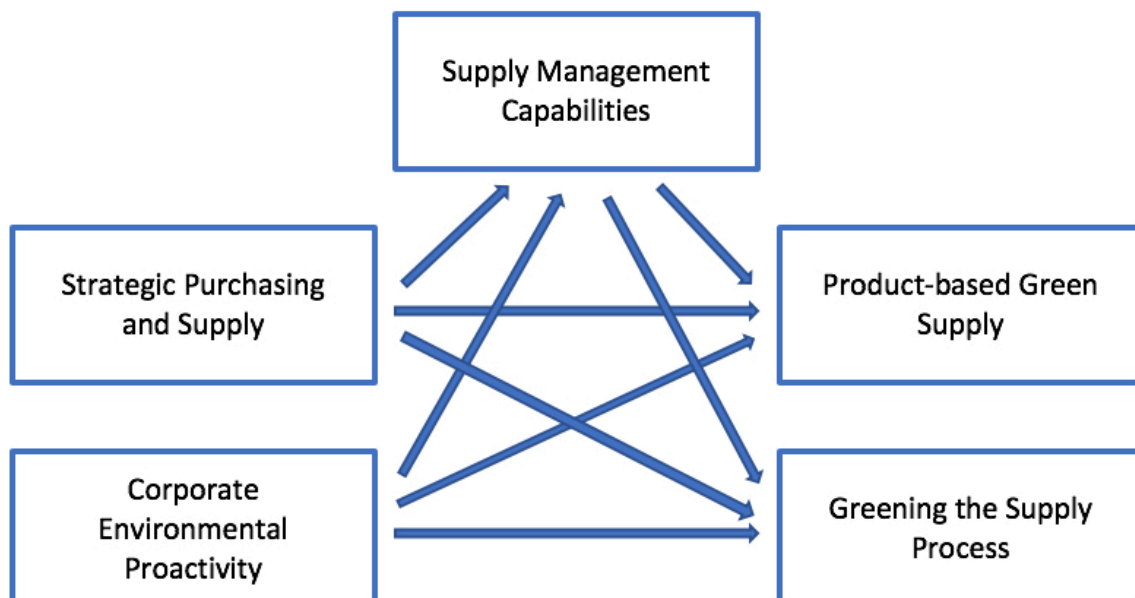 Supply Management
Capabilities
Strategic Purchasing
and Supply
Product-based Green
Supply
Corporate
Environmental
Proactivity
Greening the Supply
Process